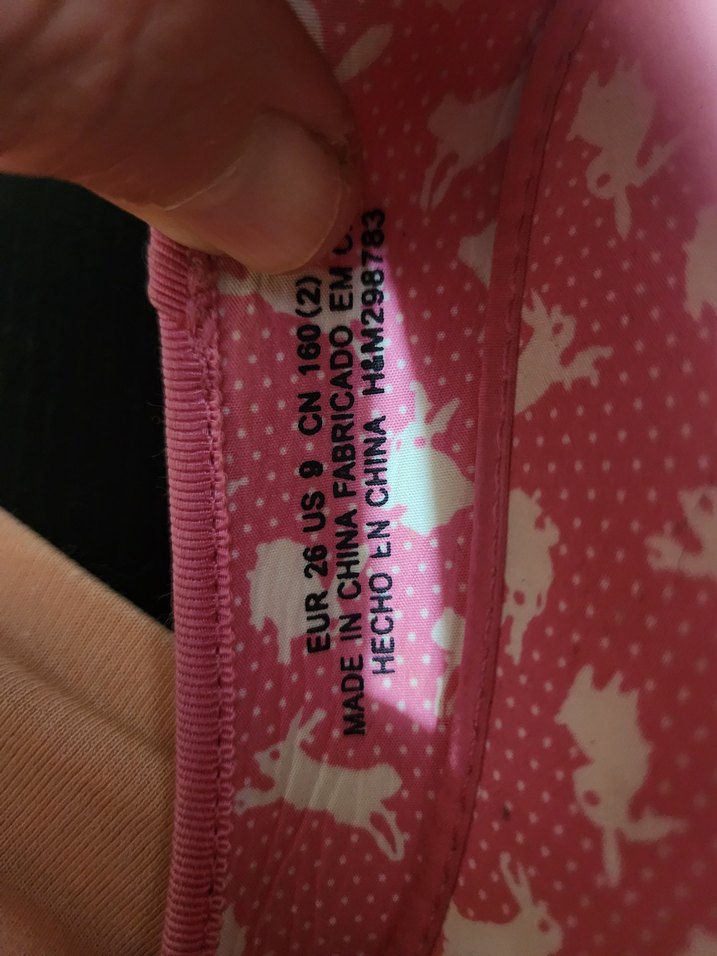 EUR 26 US 9 CN 160(2)
MADE IN CHINA FABRICADO EM
HECHO EN CHINA H&M298783